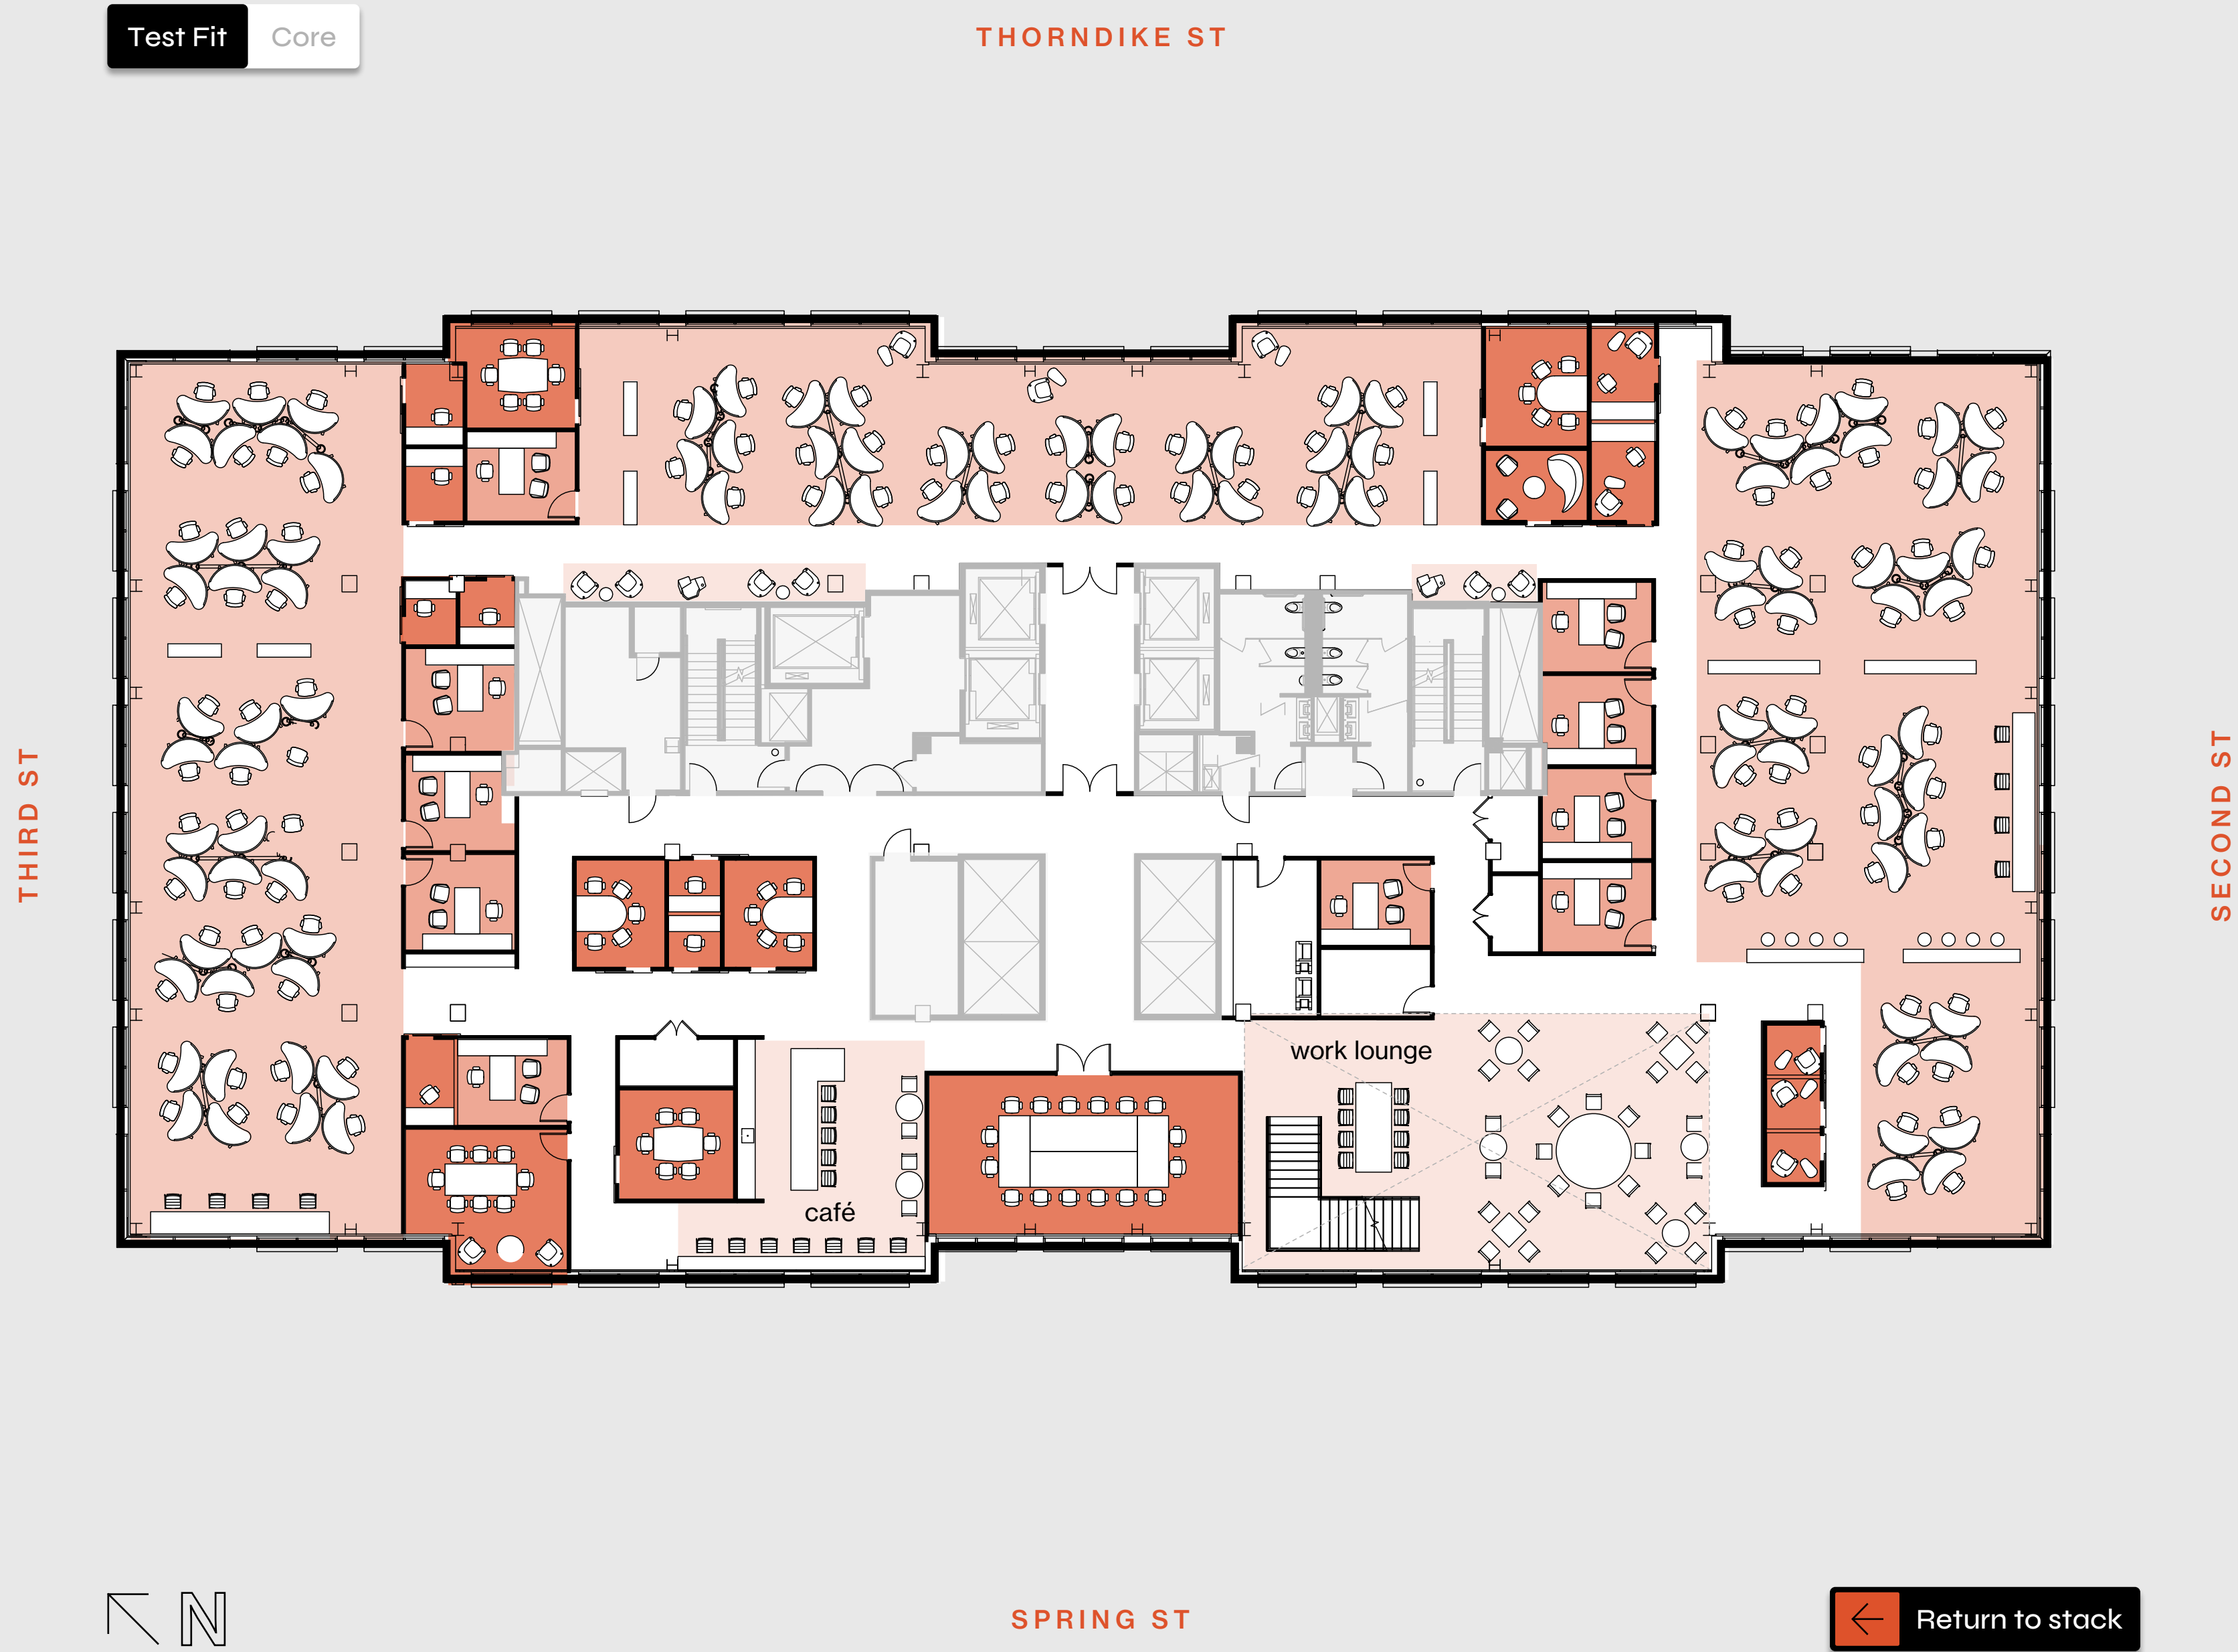 Test Fit
Core
THORNDIKE ST
THIRD ST
SECOND ST
work lounge
café
N
SPRING ST
Return to stack